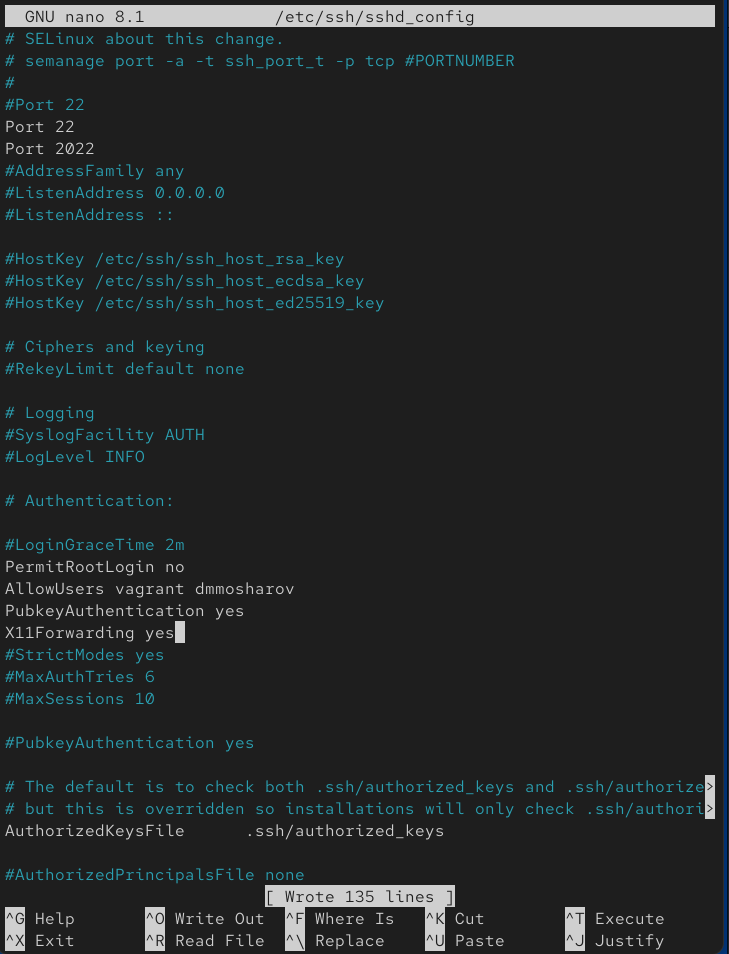 GNU nano 8.1 /etc/ssh/sshd_config
# SELinux about this change.
# semanage port -a -t ssh_port_t -p tcp #PORTNUMBER
#
#Port 22
Port 22
Port 2022
#AddressFamily any
#ListenAddress 0.0.0.0
#ListenAddress ::
#HostKey /etc/ssh/ssh_host_rsa_key
#HostKey /etc/ssh/ssh_host_ecdsa_key
#HostKey /etc/ssh/ssh_host_ed25519_key
# Ciphers and keying
#RekeyLimit default none
# Logging
#SyslogFacility AUTH
#LogLevel INFO
# Authentication:
#LoginGraceTime 2m
PermitRootLogin no
AllowUsers vagrant dmmosharov
PubkeyAuthentication yes
X11Forwarding yes
#StrictModes yes
#MaxAuthTries 6
#MaxSessions 10
#PubkeyAuthentication yes
# The default is to check both .ssh/authorized_keys and .ssh/authorize>
# but this is overridden so installations will only check .ssh/authori>
AuthorizedKeysFile .ssh/authorized_keys
#AuthorizedPrincipalsFile none
[ Wrote 135 lines ]
^G Help ^O Write Out ^F Where Is ^K Cut ^T Execute
^X Exit ^R Read File ^\ Replace ^U Paste ^J Justify